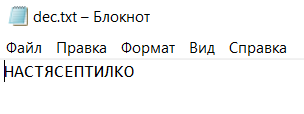 dec.txt – Блокнот
Файл Правка Формат Вид Справка
НАСТЯСЕПТИЛКО